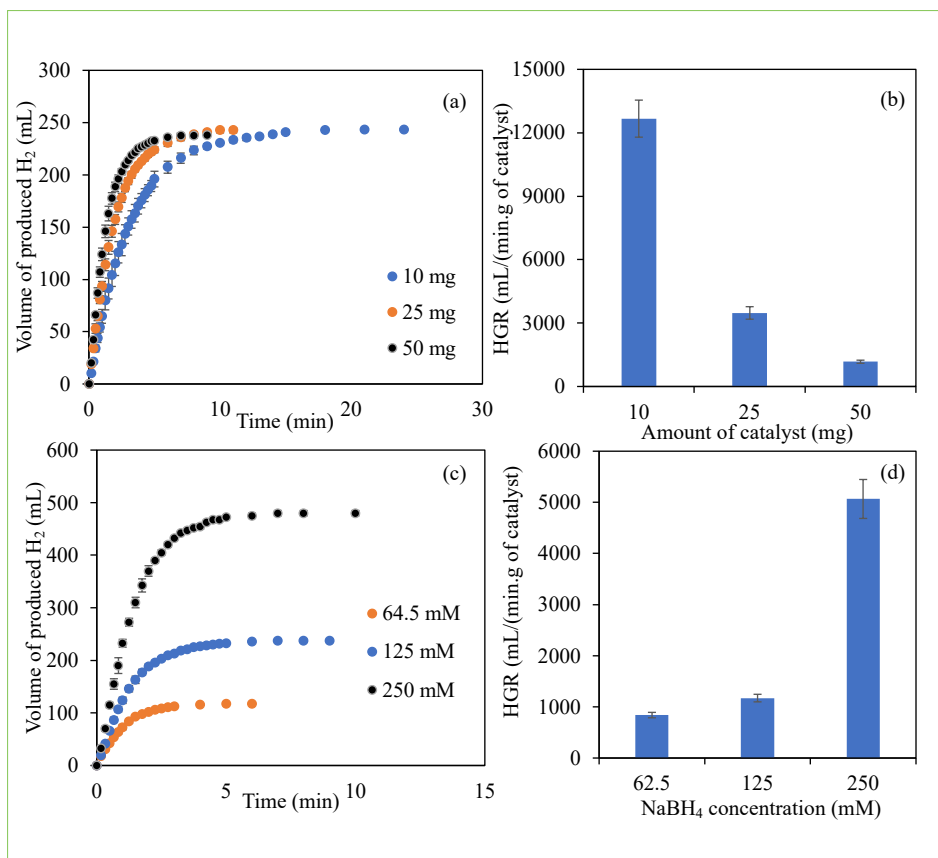 (a)
Volume of produced H₂ (mL)
300
250
200
150
100
50
0
10 mg
25 mg
50 mg
0
10
20
30
Time (min)
(b)
HGR (mL/(min.g of catalyst)
15000
12000
9000
6000
3000
0
10
25
50
Amount of catalyst (mg)
(c)
Volume of produced H₂ (mL)
600
500
400
300
200
100
0
64.5 mM
125 mM
250 mM
0
5
10
15
Time (min)
(d)
HGR (mL/(min.g of catalyst)
6000
5000
4000
3000
2000
1000
0
62.5
125
250
NaBH₄ concentration (mM)